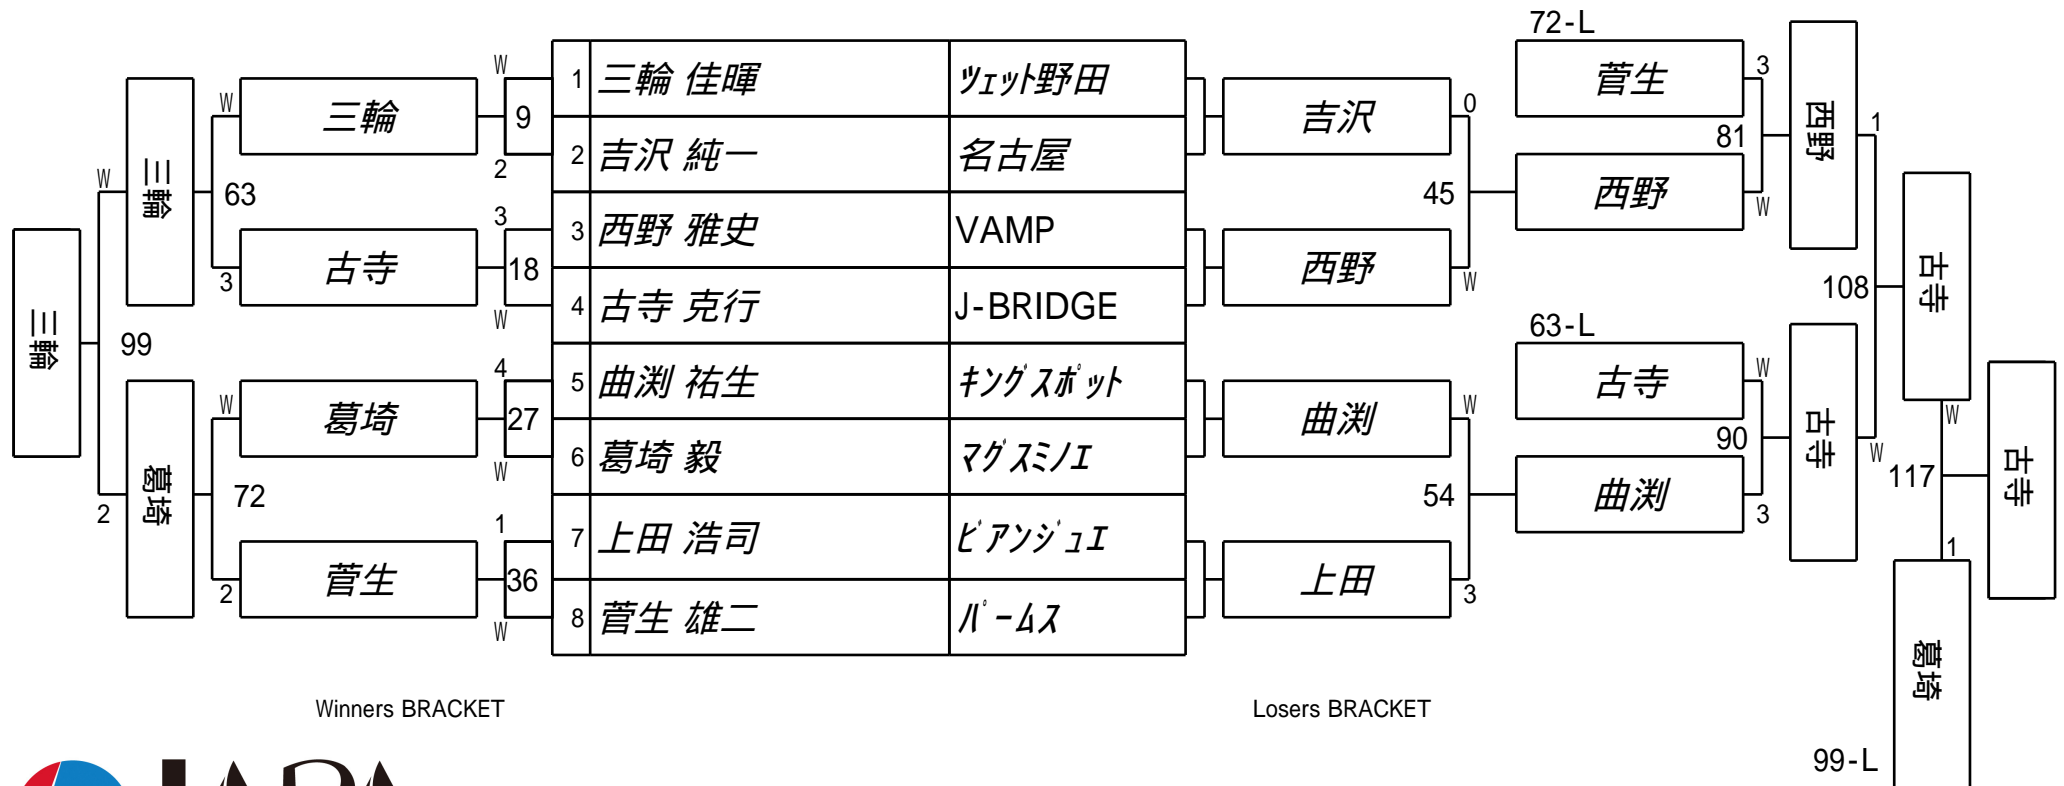 72-L
W
1 三輪 佳暉 ツェット野田
W 三輪 9
吉沢 0
菅生 3
西野 1
2 吉沢 純一 名古屋
2
81
W 三輪 63
45
西野 W
3
3 西野 雅史 VAMP
3 古寺 18
西野 W
古寺
4 古寺 克行 J-BRIDGE
W
108
63-L
三輪 99
4
5 曲渕 祐生 キングスポット
W 葛埼 27
曲渕 W
古寺 W
古寺 W
W
6 葛埼 毅 マグスミノエ
W
90
117
古寺
2 葛埼 72
54
曲渕 3
1
7 上田 浩司 ビアンジュエ
1
2 菅生 36
上田 3
8 菅生 雄二 パームス
W
葛埼
Winners BRACKET
Losers BRACKET
99-L